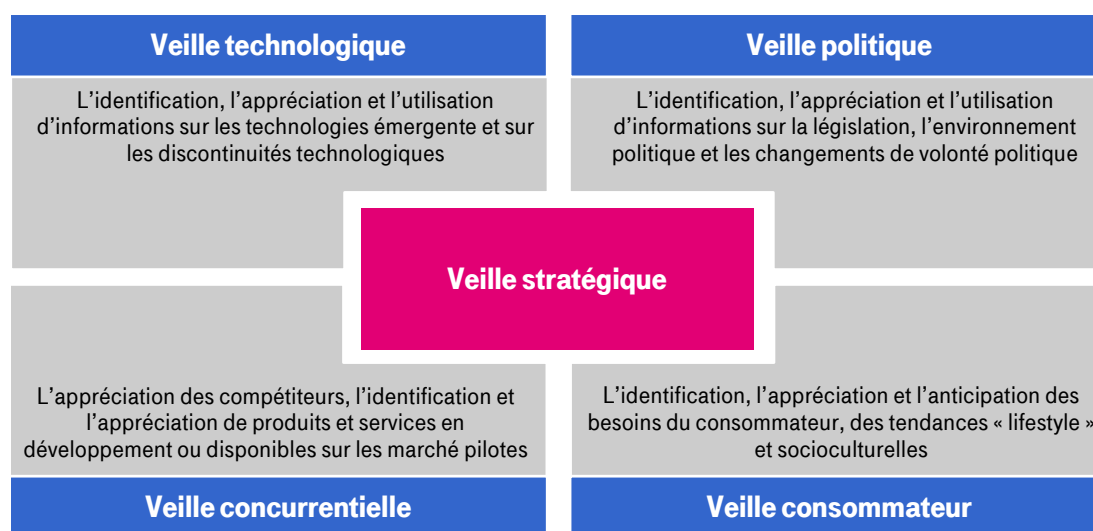 Veille technologique
L'identification, l'appréciation et l'utilisation
d'informations sur les technologies émergente et sur
les discontinuités technologiques
Veille politique
L'identification, l'appréciation et l'utilisation
d'informations sur la législation, l'environnement
politique et les changements de volonté politique
Veille stratégique
L'appréciation des compétiteurs, l'identification et
l'appréciation de produits et services en
développement ou disponibles sur les marché pilotes
Veille concurrentielle
L'identification, l'appréciation et l'anticipation des
besoins du consommateur, des tendances « lifestyle »
et socioculturelles
Veille consommateur